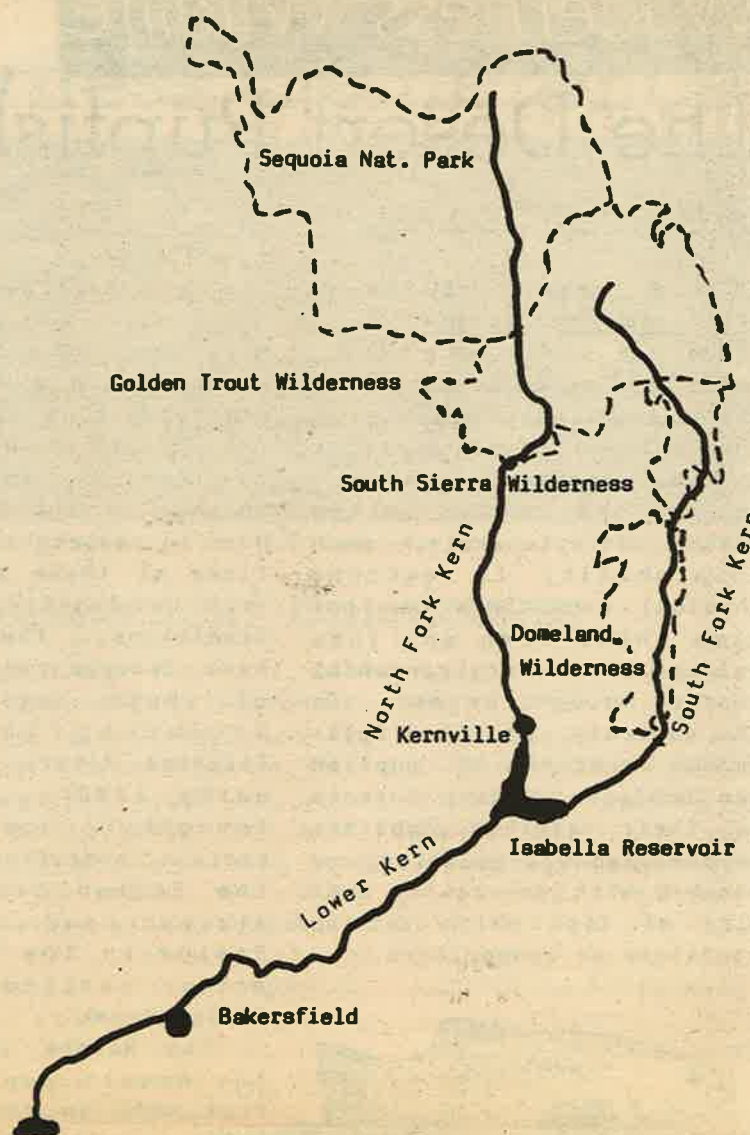 Sequoia Nat. Park
Golden Trout Wilderness
South Sierra Wilderness
North Fork Kern
South Fork Kern
Domeland
Wilderness
Kernville
Isabella Reservoir
Lower Kern
Bakersfield